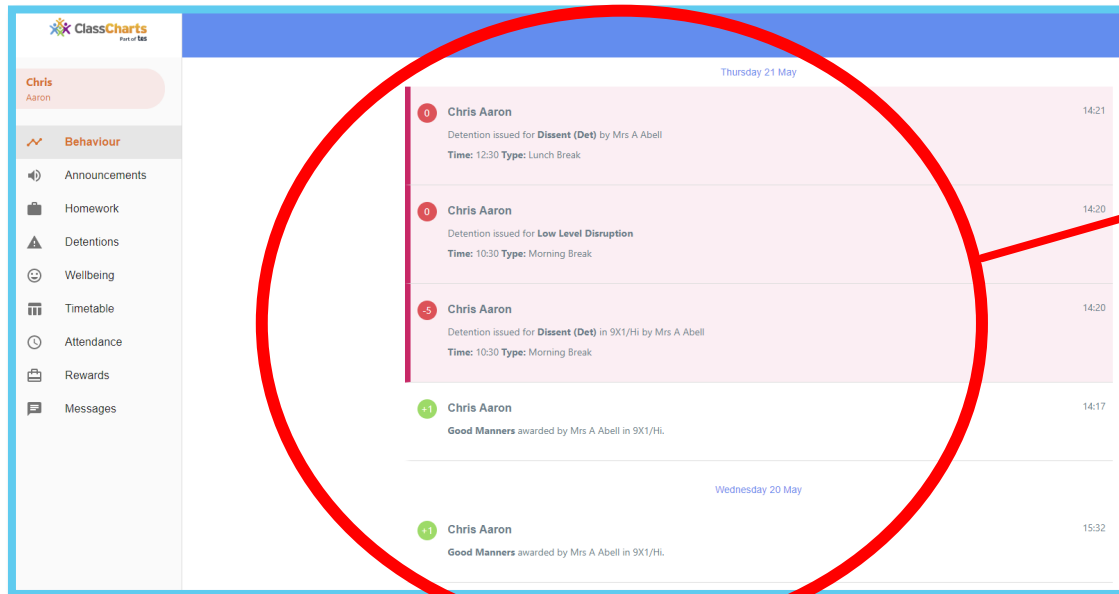 ClassCharts
Part of tes
Chris
Aaron
Behaviour
Announcements
Homework
Detentions
Wellbeing
Timetable
Attendance
Rewards
Messages
Thursday 21 May
0 Chris Aaron 14:21
Detention issued for Dissent (Det) by Mrs A Abell
Time: 12:30 Type: Lunch Break
0 Chris Aaron 14:20
Detention issued for Low Level Disruption
Time: 10:30 Type: Morning Break
-5 Chris Aaron 14:20
Detention issued for Dissent (Det) in 9X1/Hi by Mrs A Abell
Time: 10:30 Type: Morning Break
+1 Chris Aaron 14:17
Good Manners awarded by Mrs A Abell in 9X1/Hi.
Wednesday 20 May
+1 Chris Aaron 15:32
Good Manners awarded by Mrs A Abell in 9X1/Hi.